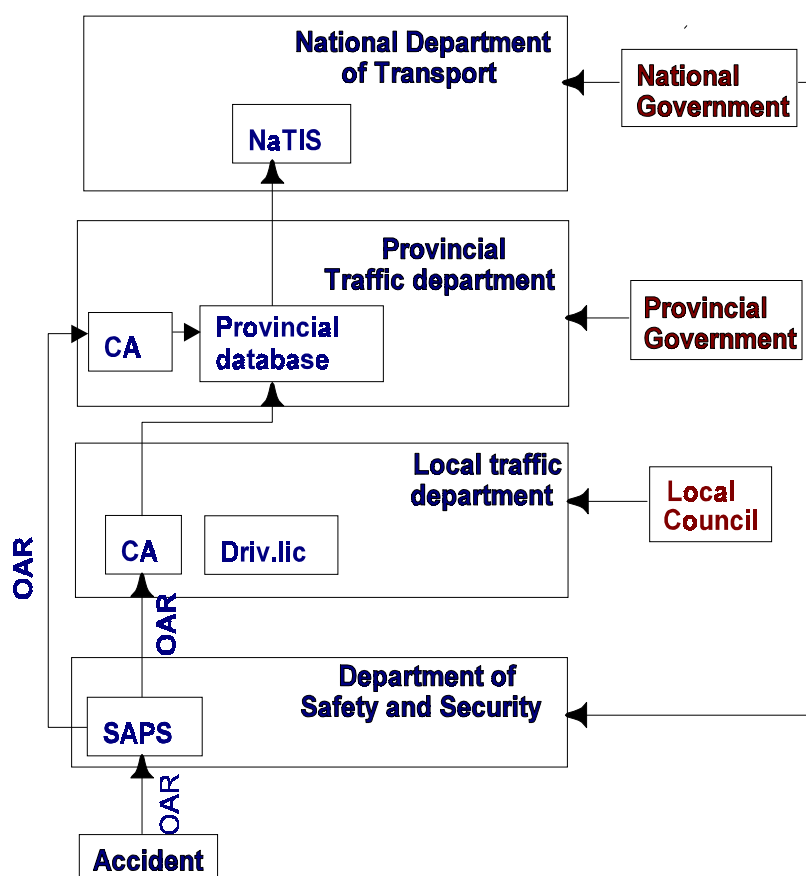 National Department
of Transport
National
Government
NaTIS
Provincial
Traffic department
Provincial
Government
CA
Provincial
database
Local traffic
department
Local
Council
CA
Driv.lic
OAR
OAR
Department of
Safety and Security
SAPS
OAR
Accident